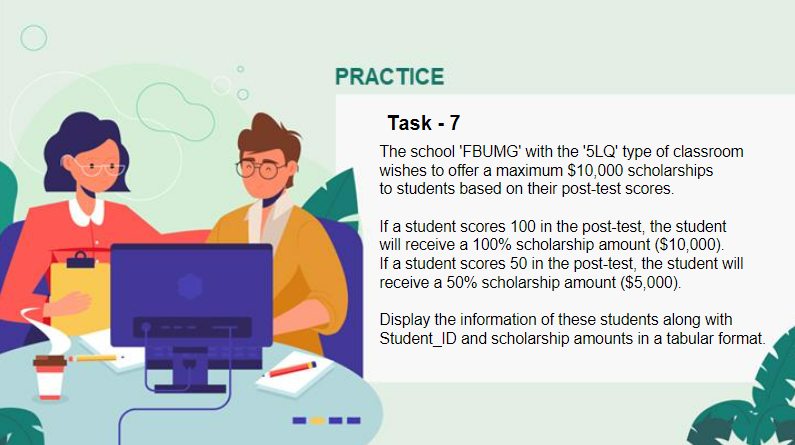 PRACTICE
Task - 7
The school 'FBUMG' with the '5LQ' type of classroom
wishes to offer a maximum $10,000 scholarships
to students based on their post-test scores.
If a student scores 100 in the post-test, the student
will receive a 100% scholarship amount ($10,000).
If a student scores 50 in the post-test, the student will
receive a 50% scholarship amount ($5,000).
Display the information of these students along with
Student_ID and scholarship amounts in a tabular format.